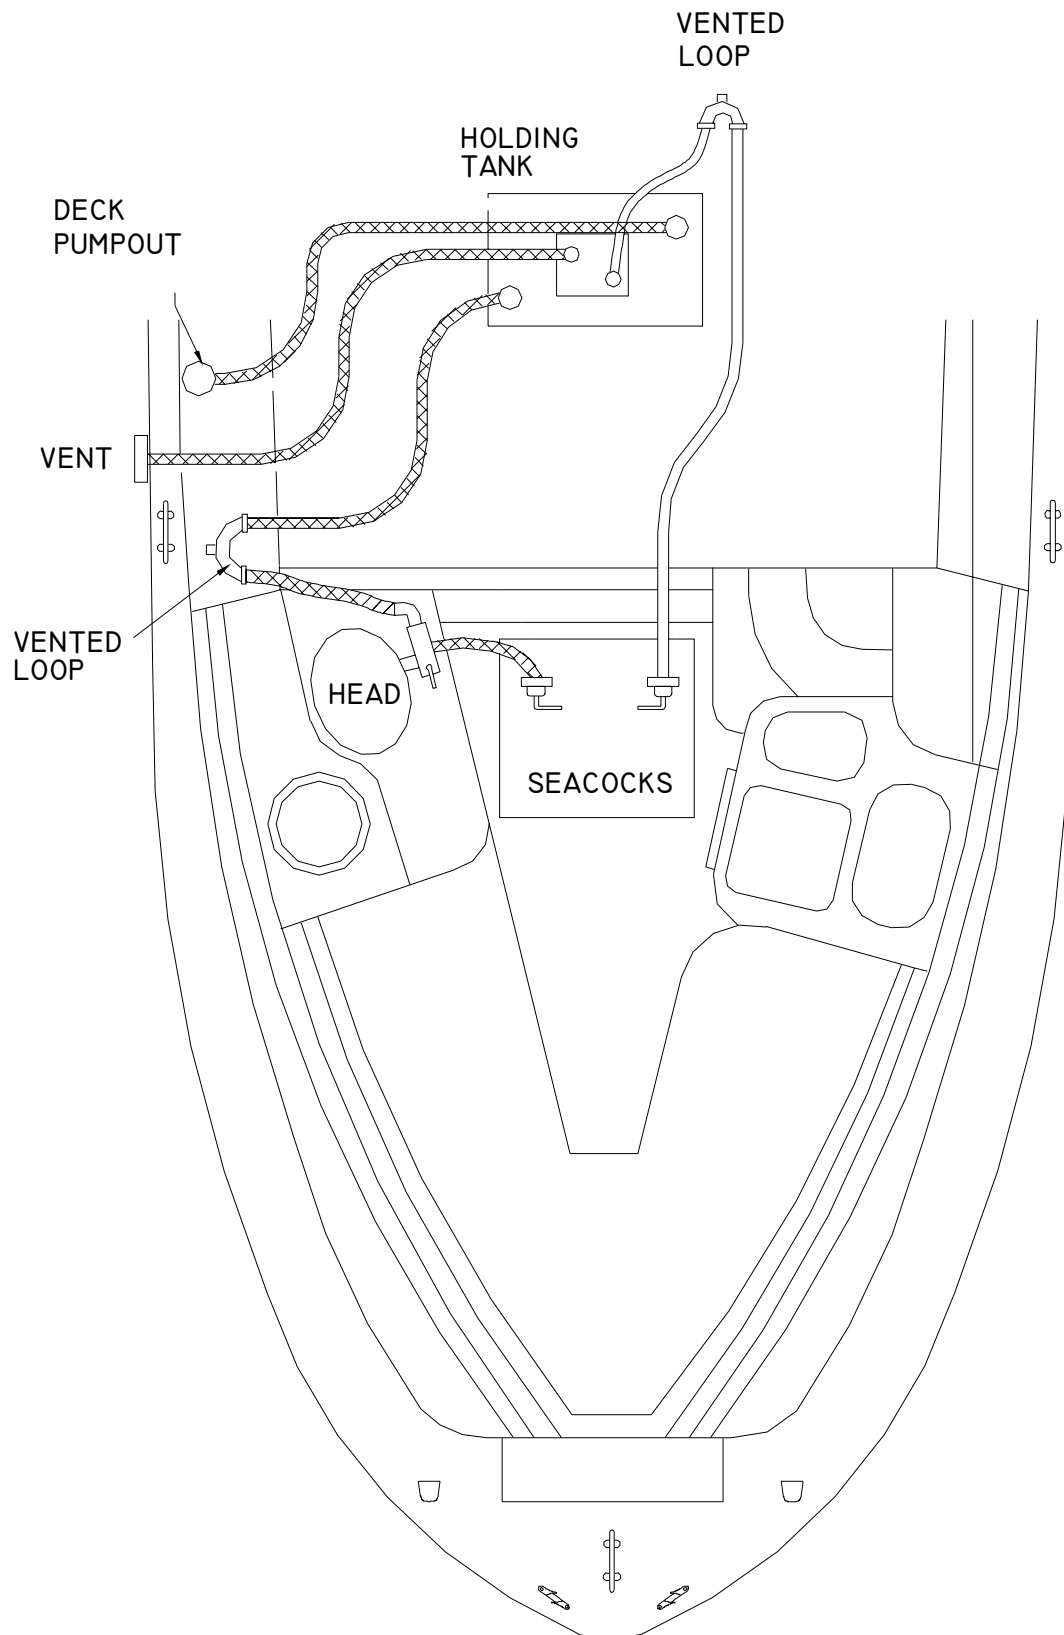 VENTED
LOOP
HOLDING
TANK
DECK
PUMPOUT
VENT
VENTED
LOOP
HEAD
SEACOCKS